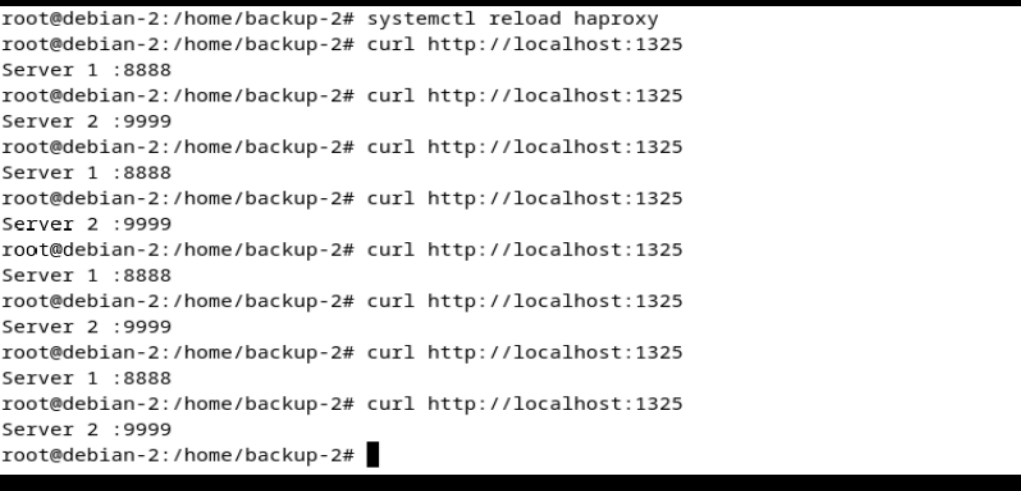 root@debian-2:/home/backup-2# systemctl reload haproxy
root@debian-2:/home/backup-2# curl http://localhost:1325
Server 1 :8888
root@debian-2:/home/backup-2# curl http://localhost:1325
Server 2 :9999
root@debian-2:/home/backup-2# curl http://localhost:1325
Server 1 :8888
root@debian-2:/home/backup-2# curl http://localhost:1325
Server 2 :9999
root@debian-2:/home/backup-2# curl http://localhost:1325
Server 1 :8888
root@debian-2:/home/backup-2# curl http://localhost:1325
Server 2 :9999
root@debian-2:/home/backup-2# curl http://localhost:1325
Server 1 :8888
root@debian-2:/home/backup-2# curl http://localhost:1325
Server 2 :9999
root@debian-2:/home/backup-2#